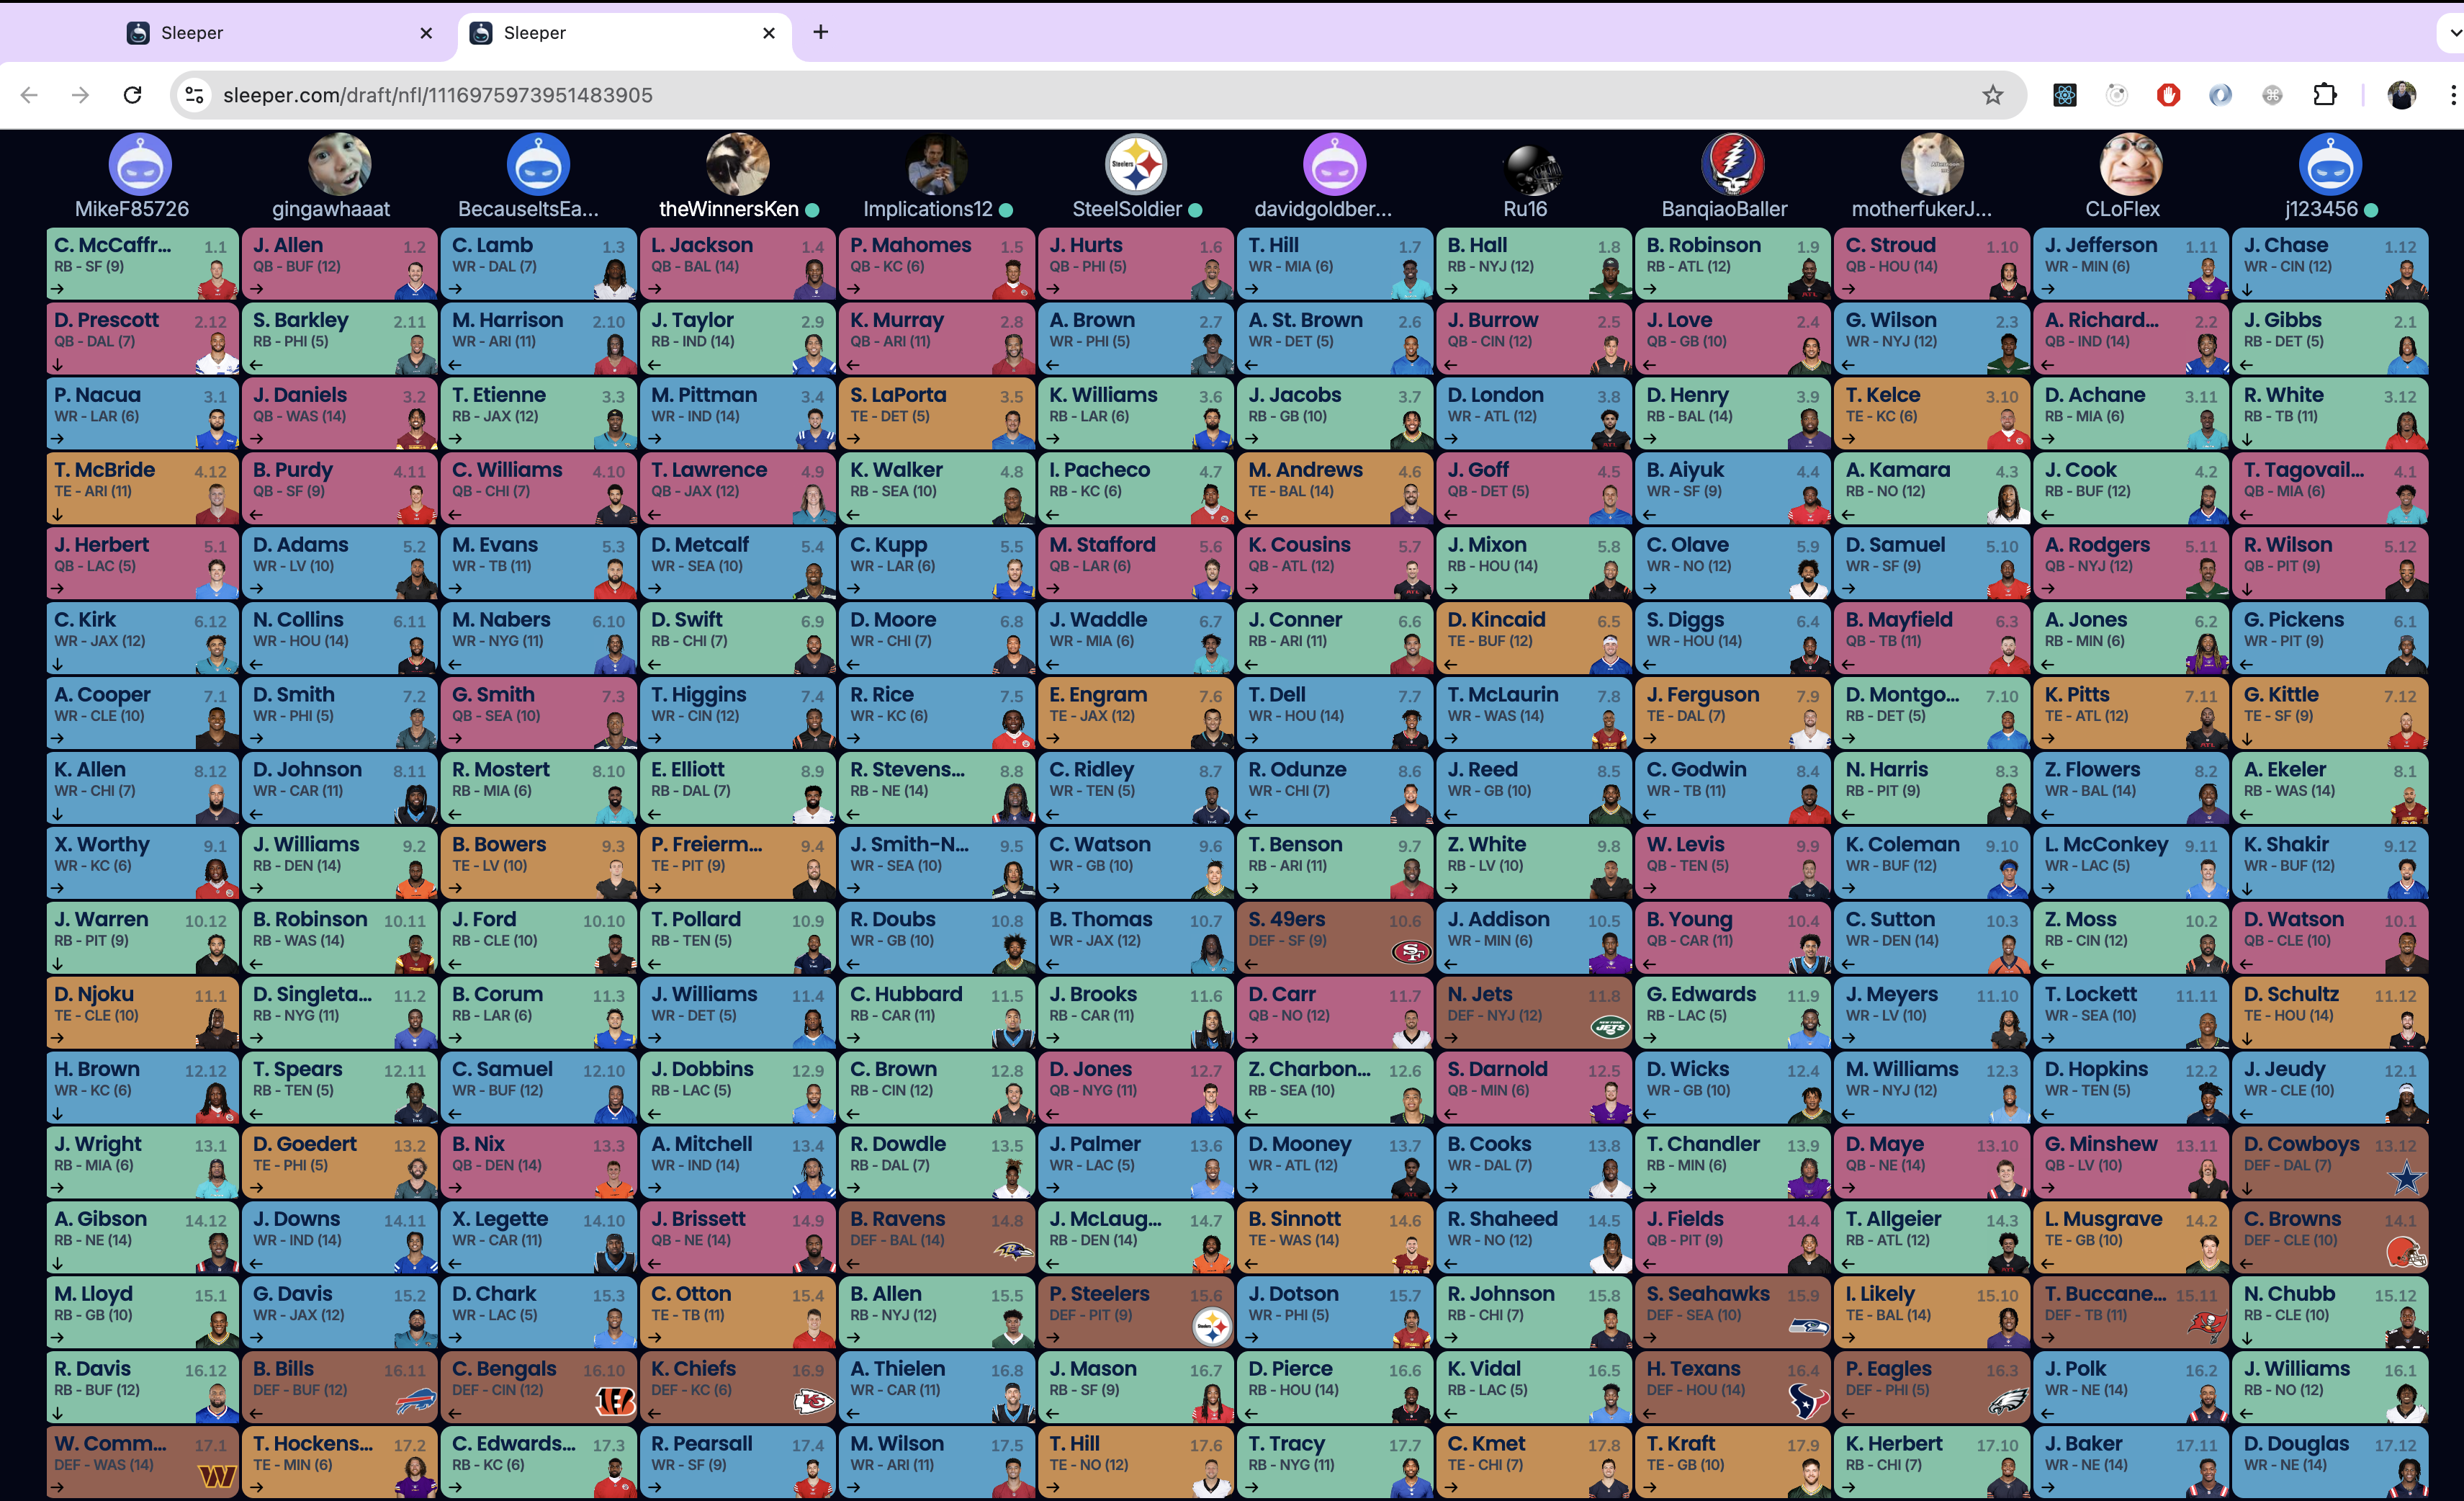 Sleeper
Sleeper
sleeper.com/draft/nfl/1116975973951483905
MikeF85726
gingawhaaat
BecauseItsEa...
theWinnersKen
Implications12
SteelSoldier
davidgoldber...
Ru16
BanqiaoBaller
motherfukerJ...
CLoFlex
j123456
C. McCaffr... 1.1
RB - SF (9)
J. Allen 1.2
QB - BUF (12)
C. Lamb 1.3
WR - DAL (7)
L. Jackson 1.4
QB - BAL (14)
P. Mahomes 1.5
QB - KC (6)
J. Hurts 1.6
QB - PHI (5)
T. Hill 1.7
WR - MIA (6)
B. Hall 1.8
RB - NYJ (12)
B. Robinson 1.9
RB - ATL (12)
C. Stroud 1.10
QB - HOU (14)
J. Jefferson 1.11
WR - MIN (6)
J. Chase 1.12
WR - CIN (12)
D. Prescott 2.12
QB - DAL (7)
S. Barkley 2.11
RB - PHI (5)
M. Harrison 2.10
WR - ARI (11)
J. Taylor 2.9
RB - IND (14)
K. Murray 2.8
QB - ARI (11)
A. Brown 2.7
WR - PHI (5)
A. St. Brown 2.6
WR - DET (5)
J. Burrow 2.5
QB - CIN (12)
J. Love 2.4
QB - GB (10)
G. Wilson 2.3
WR - NYJ (12)
A. Richard... 2.2
QB - IND (14)
J. Gibbs 2.1
RB - DET (5)
P. Nacua 3.1
WR - LAR (6)
J. Daniels 3.2
QB - WAS (14)
T. Etienne 3.3
RB - JAX (12)
M. Pittman 3.4
WR - IND (14)
S. LaPorta 3.5
TE - DET (5)
K. Williams 3.6
RB - LAR (6)
J. Jacobs 3.7
RB - GB (10)
D. London 3.8
WR - ATL (12)
D. Henry 3.9
RB - BAL (14)
T. Kelce 3.10
TE - KC (6)
D. Achane 3.11
RB - MIA (6)
R. White 3.12
RB - TB (11)
T. McBride 4.12
TE - ARI (11)
B. Purdy 4.11
QB - SF (9)
C. Williams 4.10
QB - CHI (7)
T. Lawrence 4.9
QB - JAX (12)
K. Walker 4.8
RB - SEA (10)
I. Pacheco 4.7
RB - KC (6)
M. Andrews 4.6
TE - BAL (14)
J. Goff 4.5
QB - DET (5)
B. Aiyuk 4.4
WR - SF (9)
A. Kamara 4.3
RB - NO (12)
J. Cook 4.2
RB - BUF (12)
T. Tagovail... 4.1
QB - MIA (6)
J. Herbert 5.1
QB - LAC (5)
D. Adams 5.2
WR - LV (10)
M. Evans 5.3
WR - TB (11)
D. Metcalf 5.4
WR - SEA (10)
C. Kupp 5.5
WR - LAR (6)
M. Stafford 5.6
QB - LAR (6)
K. Cousins 5.7
QB - ATL (12)
J. Mixon 5.8
RB - HOU (14)
C. Olave 5.9
WR - NO (12)
D. Samuel 5.10
WR - SF (9)
A. Rodgers 5.11
QB - NYJ (12)
R. Wilson 5.12
QB - PIT (9)
C. Kirk 6.12
WR - JAX (12)
N. Collins 6.11
WR - HOU (14)
M. Nabers 6.10
WR - NYG (11)
D. Swift 6.9
RB - CHI (7)
D. Moore 6.8
WR - CHI (7)
J. Waddle 6.7
WR - MIA (6)
J. Conner 6.6
RB - ARI (11)
D. Kincaid 6.5
TE - BUF (12)
S. Diggs 6.4
WR - HOU (14)
B. Mayfield 6.3
QB - TB (11)
A. Jones 6.2
RB - MIN (6)
G. Pickens 6.1
WR - PIT (9)
A. Cooper 7.1
WR - CLE (10)
D. Smith 7.2
WR - PHI (5)
G. Smith 7.3
QB - SEA (10)
T. Higgins 7.4
WR - CIN (12)
R. Rice 7.5
WR - KC (6)
E. Engram 7.6
TE - JAX (12)
T. Dell 7.7
WR - HOU (14)
T. McLaurin 7.8
WR - WAS (14)
J. Ferguson 7.9
TE - DAL (7)
D. Montgo... 7.10
RB - DET (5)
K. Pitts 7.11
TE - ATL (12)
G. Kittle 7.12
TE - SF (9)
K. Allen 8.12
WR - CHI (7)
D. Johnson 8.11
WR - CAR (11)
R. Mostert 8.10
RB - MIA (6)
E. Elliott 8.9
RB - DAL (7)
R. Stevens... 8.8
RB - NE (14)
C. Ridley 8.7
WR - TEN (5)
R. Odunze 8.6
WR - CHI (7)
J. Reed 8.5
WR - GB (10)
C. Godwin 8.4
WR - TB (11)
N. Harris 8.3
RB - PIT (9)
Z. Flowers 8.2
WR - BAL (14)
A. Ekeler 8.1
RB - WAS (14)
X. Worthy 9.1
WR - KC (6)
J. Williams 9.2
RB - DEN (14)
B. Bowers 9.3
TE - LV (10)
P. Freierm... 9.4
TE - PIT (9)
J. Smith-N... 9.5
WR - SEA (10)
C. Watson 9.6
WR - GB (10)
T. Benson 9.7
RB - ARI (11)
Z. White 9.8
RB - LV (10)
W. Levis 9.9
QB - TEN (5)
K. Coleman 9.10
WR - BUF (12)
L. McConkey 9.11
WR - LAC (5)
K. Shakir 9.12
WR - BUF (12)
J. Warren 10.12
RB - PIT (9)
B. Robinson 10.11
RB - WAS (14)
J. Ford 10.10
RB - CLE (10)
T. Pollard 10.9
RB - TEN (5)
R. Doubs 10.8
WR - GB (10)
B. Thomas 10.7
WR - JAX (12)
S. 49ers 10.6
DEF - SF (9)
J. Addison 10.5
WR - MIN (6)
B. Young 10.4
QB - CAR (11)
C. Sutton 10.3
WR - DEN (14)
Z. Moss 10.2
RB - CIN (12)
D. Watson 10.1
QB - CLE (10)
D. Njoku 11.1
TE - CLE (10)
D. Singleta... 11.2
RB - NYG (11)
B. Corum 11.3
RB - LAR (6)
J. Williams 11.4
WR - DET (5)
C. Hubbard 11.5
RB - CAR (11)
J. Brooks 11.6
RB - CAR (11)
D. Carr 11.7
QB - NO (12)
N. Jets 11.8
DEF - NYJ (12)
G. Edwards 11.9
RB - LAC (5)
J. Meyers 11.10
WR - LV (10)
T. Lockett 11.11
WR - SEA (10)
D. Schultz 11.12
TE - HOU (14)
H. Brown 12.12
WR - KC (6)
T. Spears 12.11
RB - TEN (5)
C. Samuel 12.10
WR - BUF (12)
J. Dobbins 12.9
RB - LAC (5)
C. Brown 12.8
RB - CIN (12)
D. Jones 12.7
QB - NYG (11)
Z. Charbon... 12.6
RB - SEA (10)
S. Darnold 12.5
QB - MIN (6)
D. Wicks 12.4
WR - GB (10)
M. Williams 12.3
WR - NYJ (12)
D. Hopkins 12.2
WR - TEN (5)
J. Jeudy 12.1
WR - CLE (10)
J. Wright 13.1
RB - MIA (6)
D. Goedert 13.2
TE - PHI (5)
B. Nix 13.3
QB - DEN (14)
A. Mitchell 13.4
WR - IND (14)
R. Dowdle 13.5
RB - DAL (7)
J. Palmer 13.6
WR - LAC (5)
D. Mooney 13.7
WR - ATL (12)
B. Cooks 13.8
WR - DAL (7)
T. Chandler 13.9
RB - MIN (6)
D. Maye 13.10
QB - NE (14)
G. Minshew 13.11
QB - LV (10)
D. Cowboys 13.12
DEF - DAL (7)
A. Gibson 14.12
RB - NE (14)
J. Downs 14.11
WR - IND (14)
X. Legette 14.10
WR - CAR (11)
J. Brissett 14.9
QB - NE (14)
B. Ravens 14.8
DEF - BAL (14)
J. McLaug... 14.7
RB - DEN (14)
B. Sinnott 14.6
TE - WAS (14)
R. Shaheed 14.5
WR - NO (12)
J. Fields 14.4
QB - PIT (9)
T. Allgeier 14.3
RB - ATL (12)
L. Musgrave 14.2
TE - GB (10)
C. Browns 14.1
DEF - CLE (10)
M. Lloyd 15.1
RB - GB (10)
G. Davis 15.2
WR - JAX (12)
D. Chark 15.3
WR - LAC (5)
C. Otton 15.4
TE - TB (11)
B. Allen 15.5
RB - NYJ (12)
P. Steelers 15.6
DEF - PIT (9)
J. Dotson 15.7
WR - PHI (5)
R. Johnson 15.8
RB - CHI (7)
S. Seahawks 15.9
DEF - SEA (10)
I. Likely 15.10
TE - BAL (14)
T. Buccane... 15.11
DEF - TB (11)
N. Chubb 15.12
RB - CLE (10)
R. Davis 16.12
RB - BUF (12)
B. Bills 16.11
DEF - BUF (12)
C. Bengals 16.10
DEF - CIN (12)
K. Chiefs 16.9
DEF - KC (6)
A. Thielen 16.8
WR - CAR (11)
J. Mason 16.7
RB - SF (9)
D. Pierce 16.6
RB - HOU (14)
K. Vidal 16.5
RB - LAC (5)
H. Texans 16.4
DEF - HOU (14)
P. Eagles 16.3
DEF - PHI (5)
J. Polk 16.2
WR - NE (14)
J. Williams 16.1
RB - NO (12)
W. Comm... 17.1
DEF - WAS (14)
T. Hockens... 17.2
TE - MIN (6)
C. Edwards... 17.3
RB - KC (6)
R. Pearsall 17.4
WR - SF (9)
M. Wilson 17.5
WR - ARI (11)
T. Hill 17.6
TE - NO (12)
T. Tracy 17.7
RB - NYG (11)
C. Kmet 17.8
TE - CHI (7)
T. Kraft 17.9
TE - GB (10)
K. Herbert 17.10
RB - CHI (7)
J. Baker 17.11
WR - NE (14)
D. Douglas 17.12
WR - NE (14)